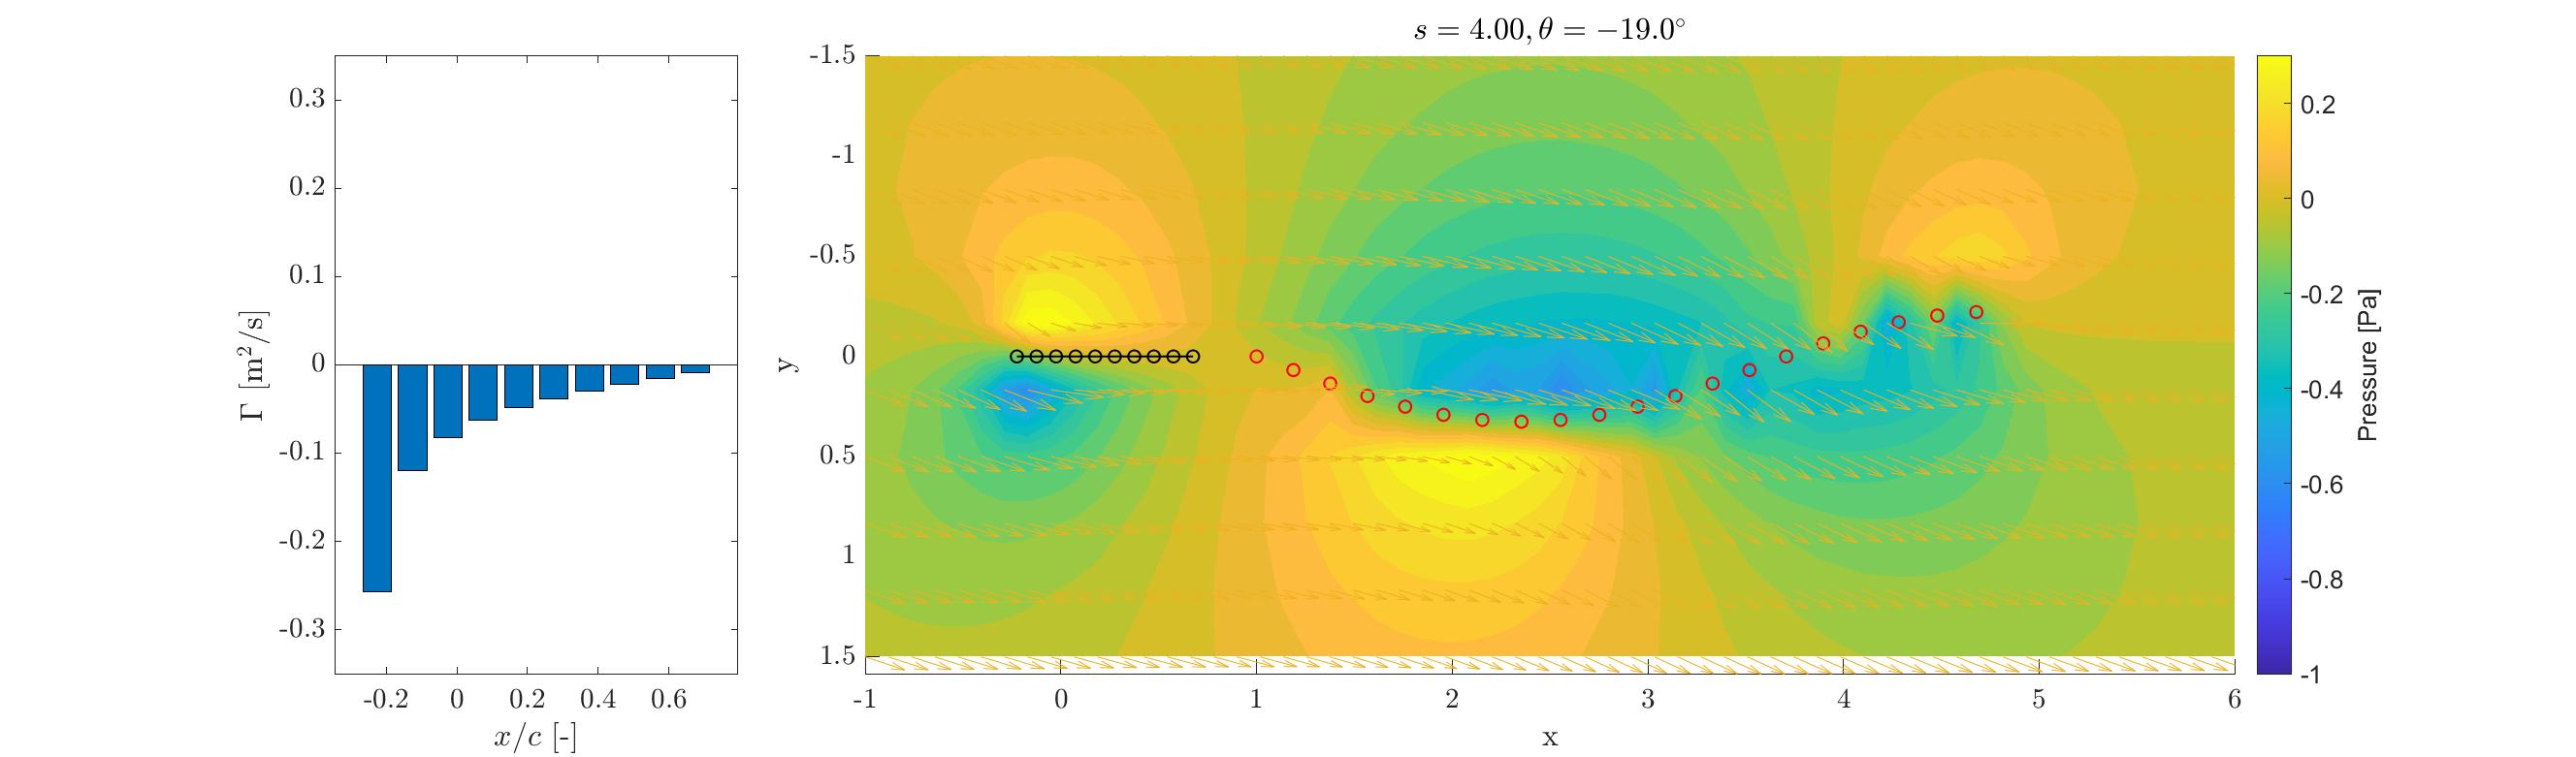 s = 4.00, θ = −19.0°
0.3
0.2
0.1
0
-0.1
-0.2
-0.3
Γ [m²/s]
-0.2 0 0.2 0.4 0.6
x/c [-]
-1.5
-1
-0.5
0
0.5
1
1.5
y
-1 0 1 2 3 4 5 6
x
0.2
0
-0.2
-0.4
-0.6
-0.8
-1
Pressure [Pa]